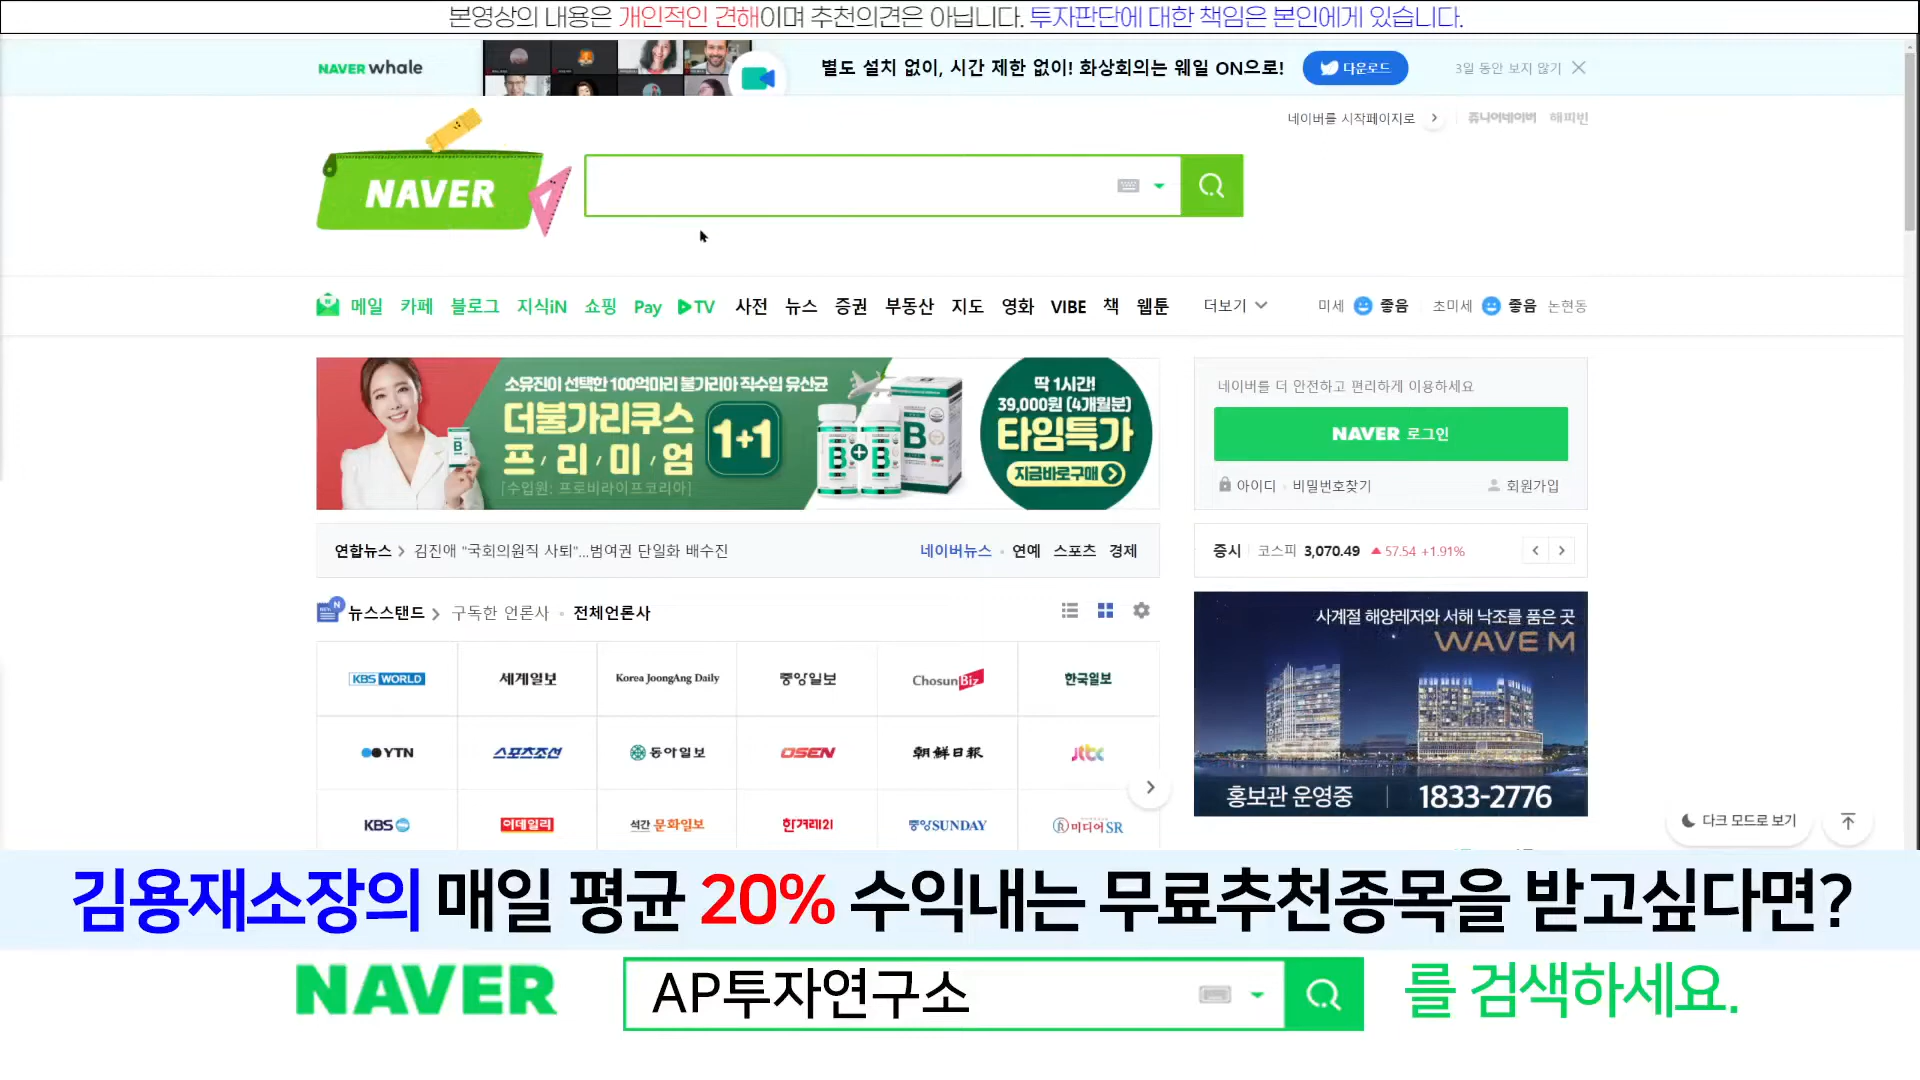 본영상의 내용은 개인적인 견해이며 추천의견은 아닙니다. 투자판단에 대한 책임은 본인에게 있습니다.
NAVER whale
별도 설치 없이, 시간 제한 없이! 화상회의는 웨일 ON으로!
다운로드
3일 동안 보지 않기
네이버를 시작페이지로
쥬니어네이버 해피빈
NAVER
메일 카페 블로그 지식iN 쇼핑 Pay TV 사전 뉴스 증권 부동산 지도 영화 VIBE 책 웹툰 더보기
미세 좋음 초미세 좋음 논현동
소유진이 선택한 100억마리 불가리아 직수입 유산균
더불가리쿠스
프/리/미/엄
1+1
[수입원: 프로비라이프코리아]
B
B + B
딱 1시간!
39,000원 (4개월분)
타임특가
지금바로구매
네이버를 더 안전하고 편리하게 이용하세요
NAVER 로그인
아이디 · 비밀번호찾기 회원가입
연합뉴스 김진애 "국회의원직 사퇴"...범여권 단일화 배수진
네이버뉴스 · 연예 스포츠 경제
증시 코스피 3,070.49 ▲ 57.54 +1.91%
뉴스스탠드 구독한 언론사 · 전체언론사
KBS WORLD 세계일보 Korea JoongAng Daily 중앙일보 ChosunBiz 한국일보
YTN 스포츠조선 동아일보 OSEN 朝鮮日報 jtbc
KBS 이데일리 석간 문화일보 한겨레21 중앙SUNDAY 미디어SR
사계절 해양레저와 서해 낙조를 품은 곳
WAVE M
홍보관 운영중 | 1833-2776
다크 모드로 보기
김용재소장의 매일 평균 20% 수익내는 무료추천종목을 받고싶다면?
NAVER AP투자연구소 를 검색하세요.